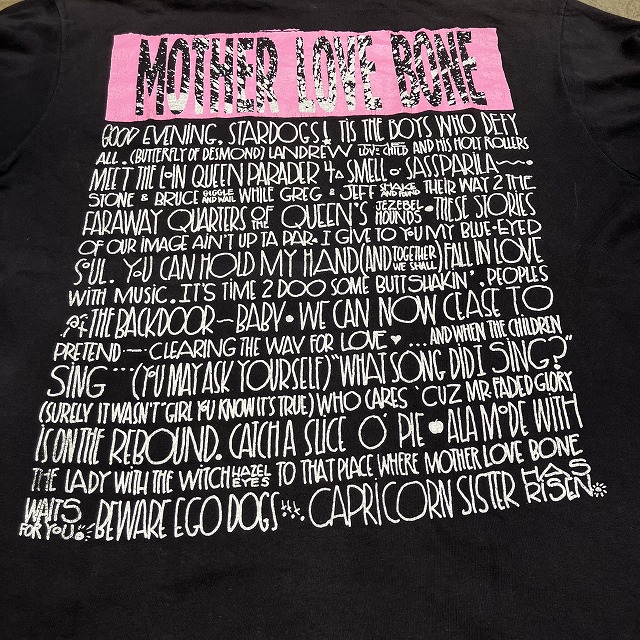 MOTHER LOVE BONE
GOOD EVENING, STARDOGS! TIS THE BOYS WHO DEFY
ALL. (BUTTERFLY OF DESMOND) LANDREW LOVE CHILD AND HIS HOLY ROLLERS
MEET THE LOIN QUEEN PARADER 4A SMELL O' SASSPARILA
STONE & BRUCE GIGGLE AND WAIL WHILE GREG & JEFF SHAKE AND POUND THEIR WAY 2 THE
FARAWAY QUARTERS OF THE QUEEN'S JEZEBEL HOUNDS • THESE STORIES
OF OUR IMAGE AIN'T UP TA PAR. I GIVE TO YOU MY BLUE-EYED
SOUL. YOU CAN HOLD MY HAND (AND TOGETHER WE SHALL) FALL IN LOVE
WITH MUSIC. IT'S TIME 2 DOO SOME BUTTSHAKIN'. PEOPLES
THE BACKDOOR ~ BABY • WE CAN NOW CEASE TO
PRETEND — CLEARING THE WAY FOR LOVE ♥ ... AND WHEN THE CHILDREN
SING... (YOU MAY ASK YOURSELF) "WHAT SONG DID I SING?"
(SURELY IT WASN'T "GIRL YOU KNOW IT'S TRUE) WHO CARES 'CUZ MR. FADED GLORY
IS ON THE REBOUND. CATCH A SLICE O' PIE • ALA MODE WITH
THE LADY WITH THE WITCH HAZEL EYES TO THAT PLACE WHERE MOTHER LOVE BONE
WAITS FOR YOU. BEWARE EGO DOGS CAPRICORN SISTER HAS RISEN